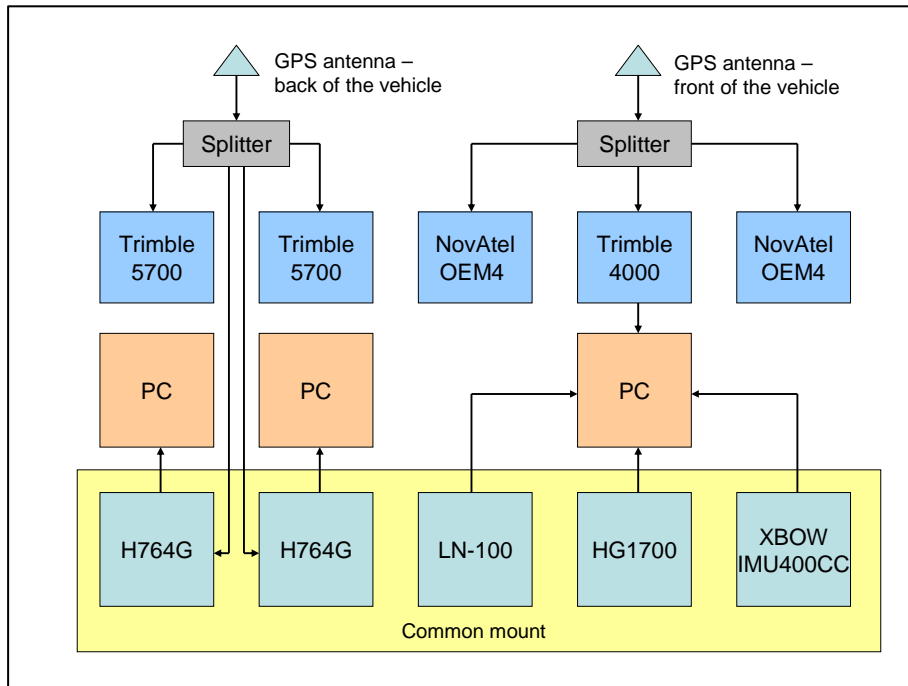 GPS antenna –
back of the vehicle
GPS antenna –
front of the vehicle
Splitter
Splitter
Trimble
5700
Trimble
5700
NovAtel
OEM4
Trimble
4000
NovAtel
OEM4
PC
PC
PC
H764G
H764G
LN-100
HG1700
XBOW
IMU400CC
Common mount